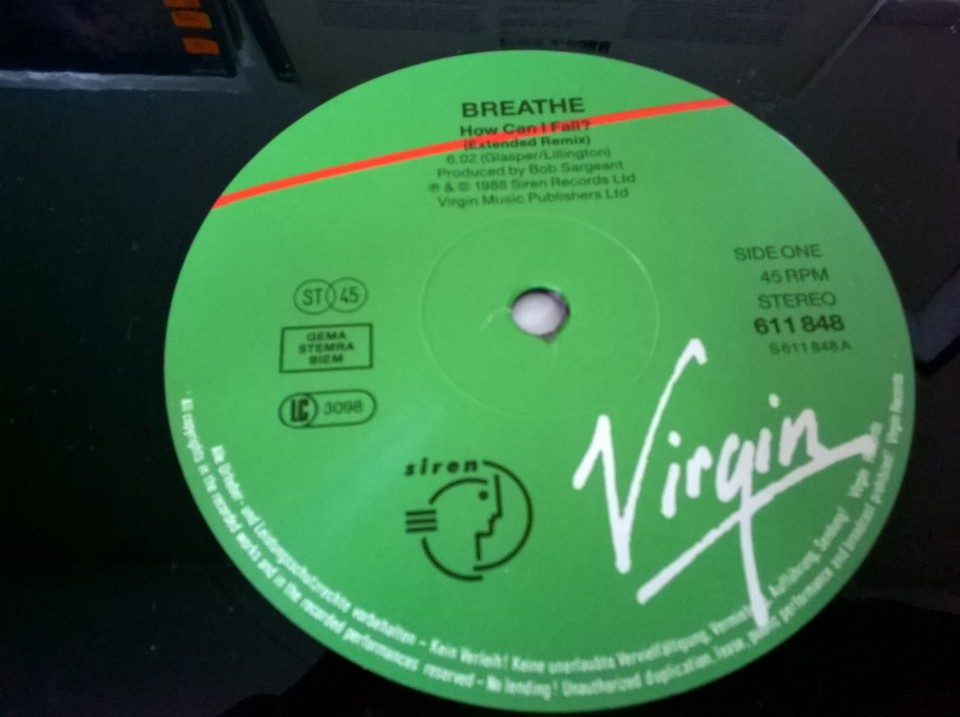 BREATHE
How Can I Fall?
(Extended Remix)
6.02 (Glasper/Lillington)
Produced by Bob Sargeant
℗ & © 1988 Siren Records Ltd
Virgin Music Publishers Ltd
SIDE ONE
45 RPM
STEREO
611 848
S 611 848 A
ST 45
GEMA
STEMRA
BIEM
LC 3098
siren
Virgin
Alle Urheber- und Leistungsschutzrechte vorbehalten – Kein Verleih! Keine unerlaubte Vervielfältigung, Vermietung, Aufführung, Sendung! Virgin
All copyrights in the recorded works and in the recorded performances reserved – No lending! Unauthorized duplication, lease, public performance and broadcast prohibited! Virgin Records